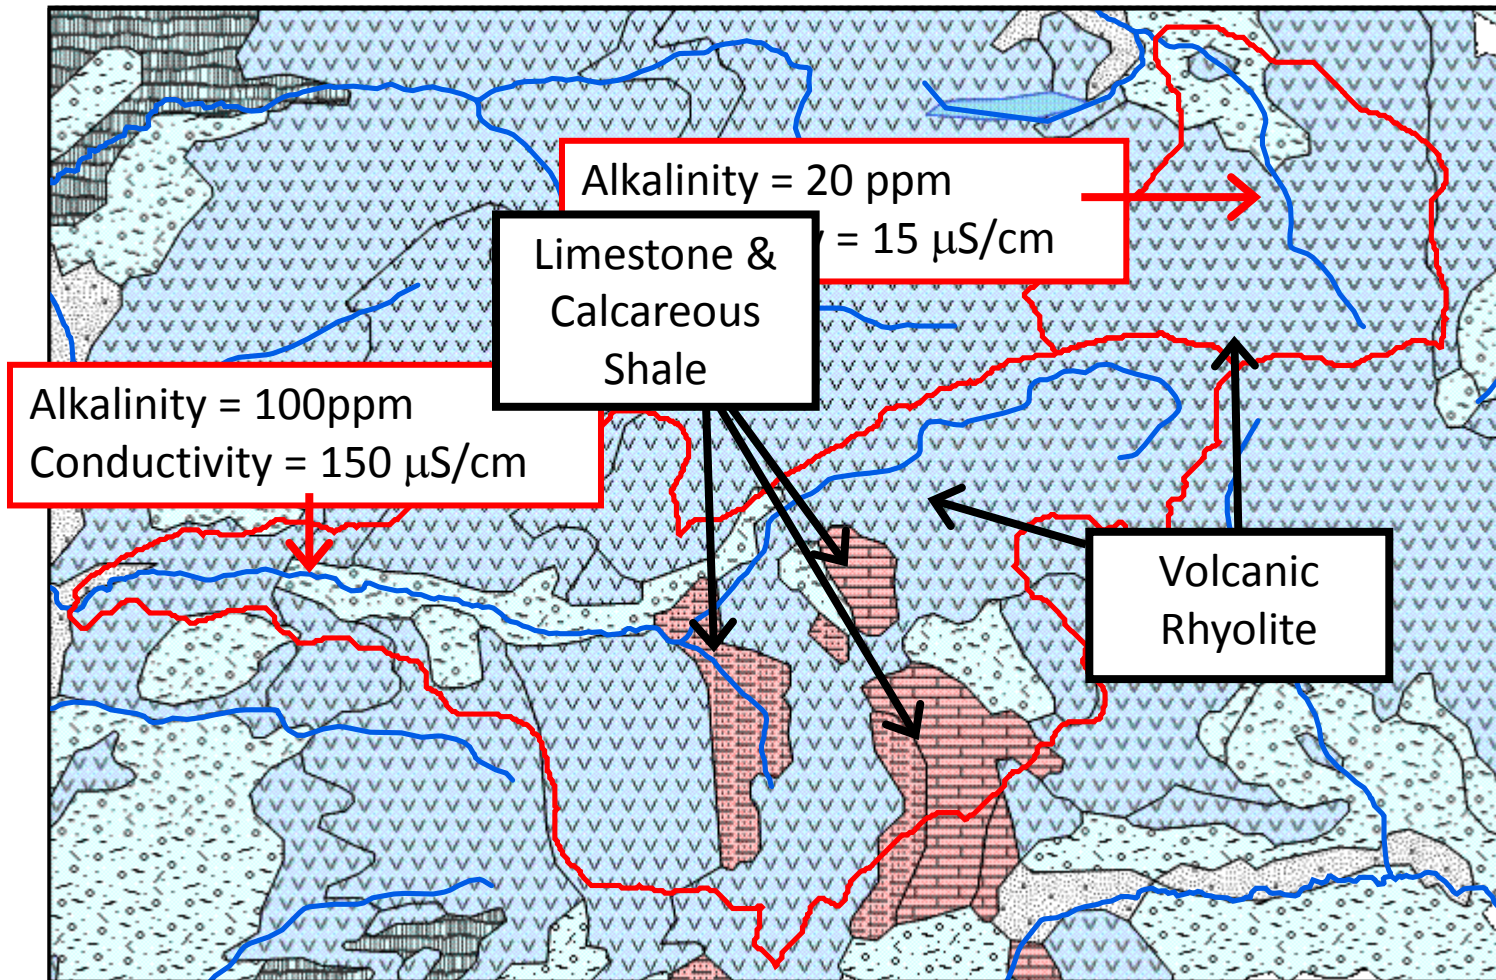 Alkalinity = 20 ppm
= 15 μS/cm
Limestone &
Calcareous
Shale
Alkalinity = 100ppm
Conductivity = 150 μS/cm
Volcanic
Rhyolite